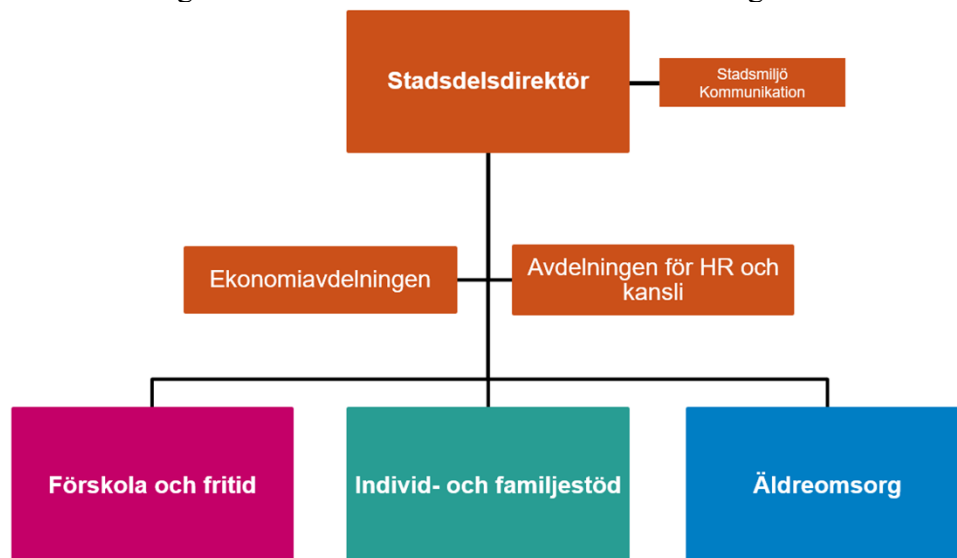 Stadsdelsdirektör
Stadsmiljö
Kommunikation
Ekonomiavdelningen
Avdelningen för HR och
kansli
Förskola och fritid
Individ- och familjestöd
Äldreomsorg